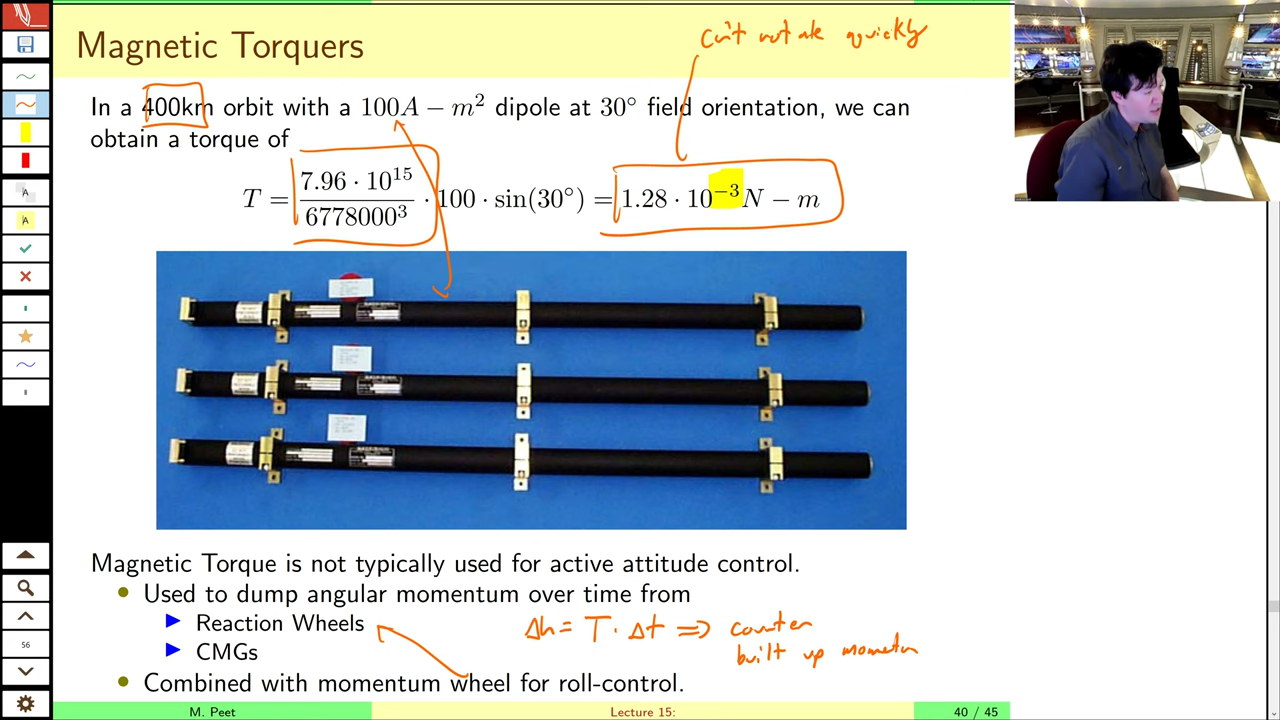 Magnetic Torquers
can't rotate quickly
In a 400km orbit with a 100A − m² dipole at 30° field orientation, we can
obtain a torque of
T = 7.96 · 10¹⁵ / 6778000³ · 100 · sin(30°) = 1.28 · 10⁻³ N − m
Magnetic Torque is not typically used for active attitude control.
• Used to dump angular momentum over time from
▶ Reaction Wheels
Δh = T · Δt ⇒ counter
built up momentum
▶ CMGs
• Combined with momentum wheel for roll-control.
M. Peet
Lecture 15:
40 / 45
A
A
56